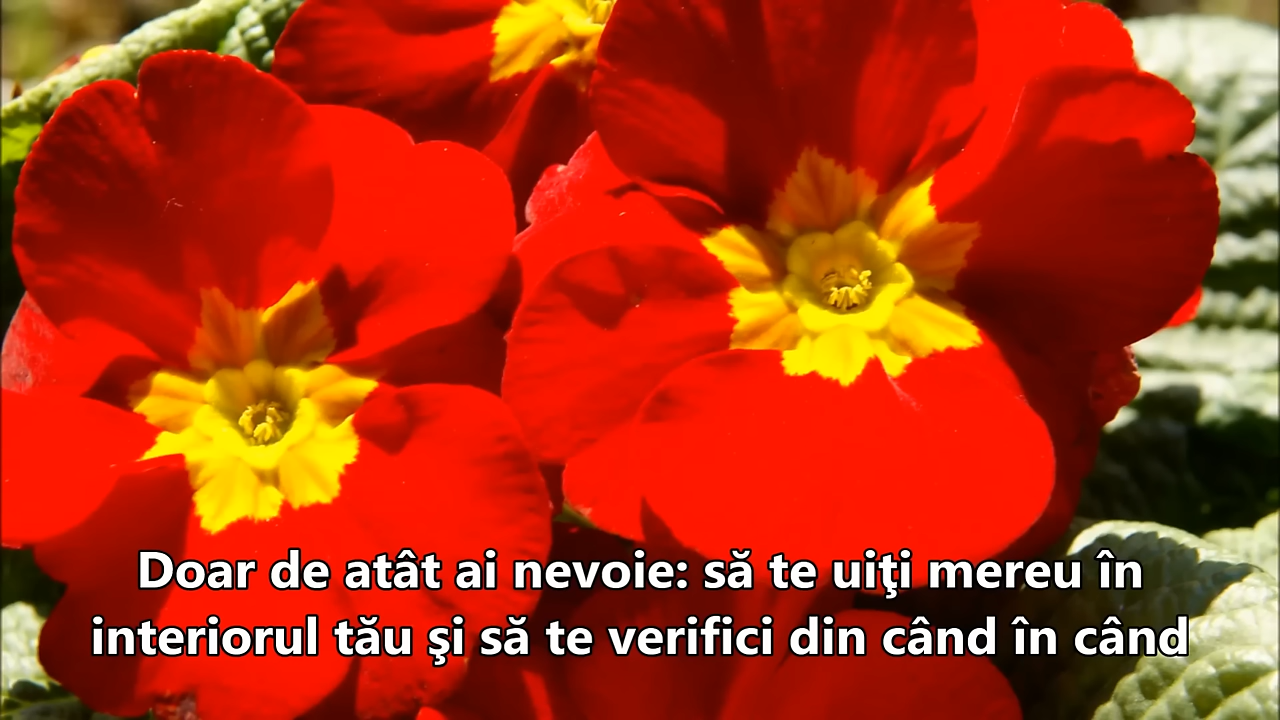 Doar de atât ai nevoie: să te uiţi mereu în
interiorul tău şi să te verifici din când în când